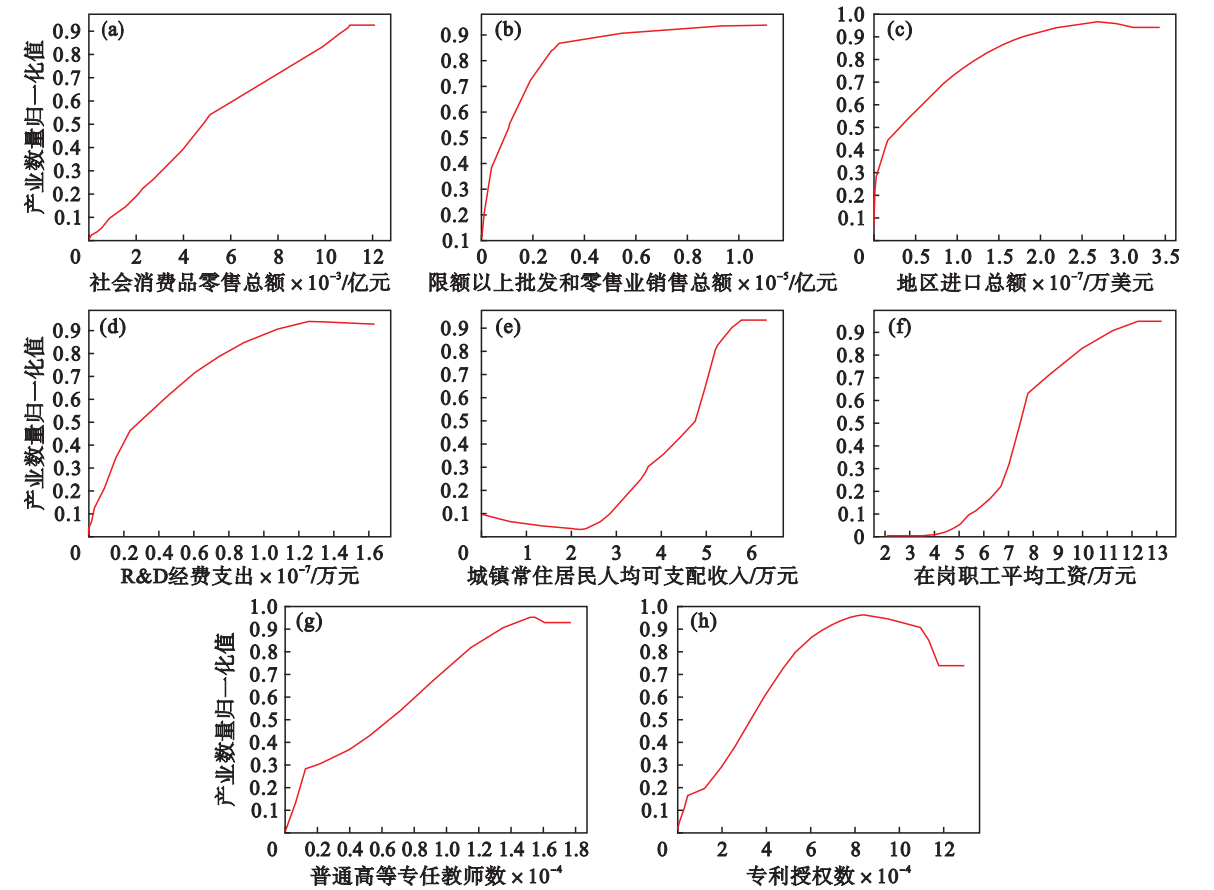 (a)
产业数量归一化值
0.9
0.8
0.7
0.6
0.5
0.4
0.3
0.2
0.1
0 2 4 6 8 10 12
社会消费品零售总额×10⁻³/亿元
(b)
0.9
0.8
0.7
0.6
0.5
0.4
0.3
0.2
0.1
0 0.2 0.4 0.6 0.8 1.0
限额以上批发和零售业销售总额×10⁻⁵/亿元
(c)
1.0
0.9
0.8
0.7
0.6
0.5
0.4
0.3
0.2
0.1
0 0.5 1.0 1.5 2.0 2.5 3.0 3.5
地区进口总额×10⁻⁷/万美元
(d)
产业数量归一化值
0.9
0.8
0.7
0.6
0.5
0.4
0.3
0.2
0.1
0 0.2 0.4 0.6 0.8 1.0 1.2 1.4 1.6
R&D经费支出×10⁻⁷/万元
(e)
0.9
0.8
0.7
0.6
0.5
0.4
0.3
0.2
0.1
0 1 2 3 4 5 6
城镇常住居民人均可支配收入/万元
(f)
0.9
0.8
0.7
0.6
0.5
0.4
0.3
0.2
0.1
0
2 3 4 5 6 7 8 9 10 11 12 13
在岗职工平均工资/万元
(g)
产业数量归一化值
1.0
0.9
0.8
0.7
0.6
0.5
0.4
0.3
0.2
0.1
0 0.2 0.4 0.6 0.8 1.0 1.2 1.4 1.6 1.8
普通高等专任教师数×10⁻⁴
(h)
1.0
0.9
0.8
0.7
0.6
0.5
0.4
0.3
0.2
0.1
0 2 4 6 8 10 12
专利授权数×10⁻⁴